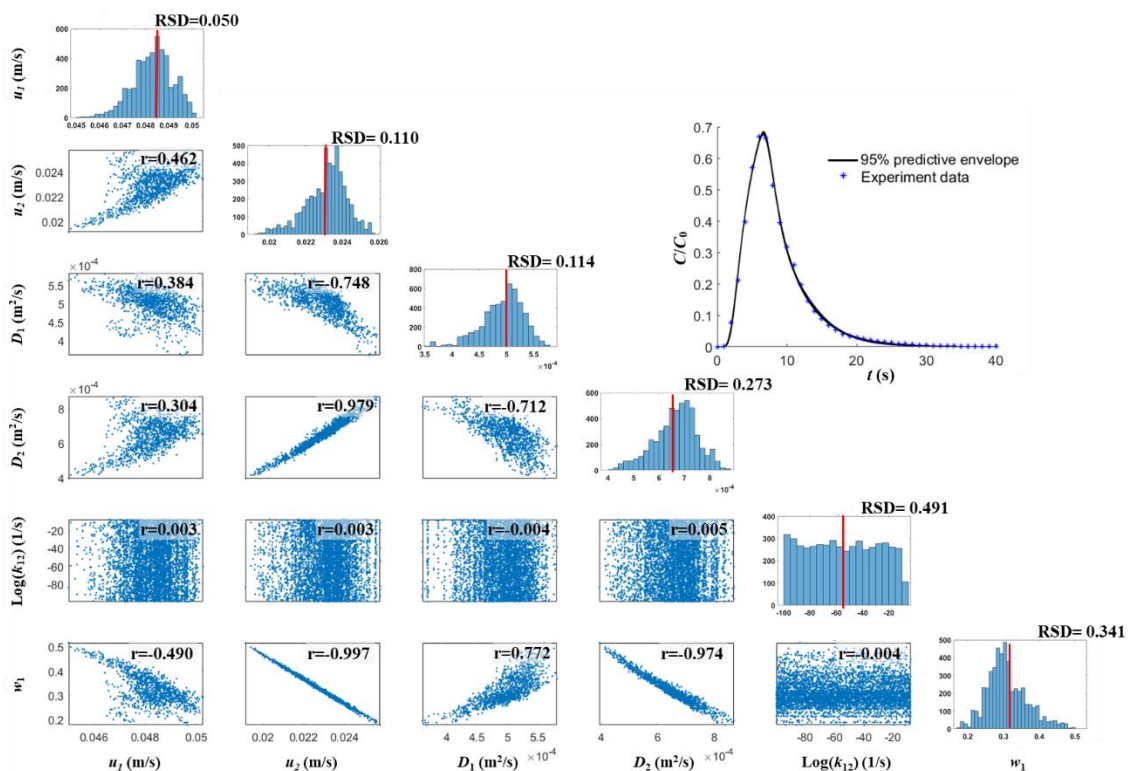 RSD=0.050
u1 (m/s)
600
400
200
0
0.045 0.046 0.047 0.048 0.049 0.05
RSD= 0.110
r=0.462
u2 (m/s)
0.024
0.022
0.02
500
400
300
200
100
0
0.02 0.022 0.024 0.026
0.7
0.6
0.5
0.4
0.3
0.2
0.1
0
C/C0
95% predictive envelope
Experiment data
0 10 20 30 40
t (s)
RSD=0.114
×10-4
r=0.384
r=-0.748
D1 (m2/s)
5.5
5
4.5
4
800
600
400
200
0
3.5 4 4.5 5 5.5
×10-4
RSD=0.273
×10-4
r=0.304
r=0.979
r=-0.712
D2 (m2/s)
8
6
4
600
400
200
0
4 5 6 7 8
×10-4
RSD=0.491
r=0.003
r=0.003
r=-0.004
r=0.005
Log(k12) (1/s)
-20
-40
-60
-80
400
300
200
100
0
-100 -80 -60 -40 -20
RSD= 0.341
r=-0.490
r=-0.997
r=0.772
r=-0.974
r=-0.004
w1
0.5
0.4
0.3
0.2
500
400
300
200
100
0
0.2 0.3 0.4 0.5
0.046 0.048 0.05
0.02 0.022 0.024
4 4.5 5 5.5
×10-4
4 6 8
×10-4
-80 -60 -40 -20
u1 (m/s)
u2 (m/s)
D1 (m2/s)
D2 (m2/s)
Log(k12) (1/s)
w1